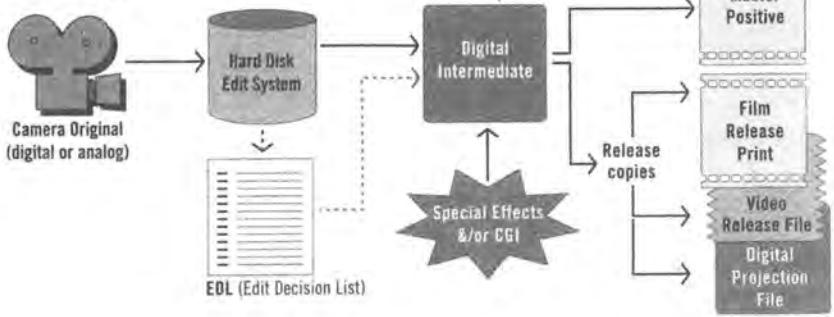 Positive
Hard Disk
Edit System
Digital
Intermediate
Camera Original
(digital or analog)
Film
Release
Print
Release
copies
Special Effects
&/or CGI
Video
Release File
EDL (Edit Decision List)
Digital
Projection
File